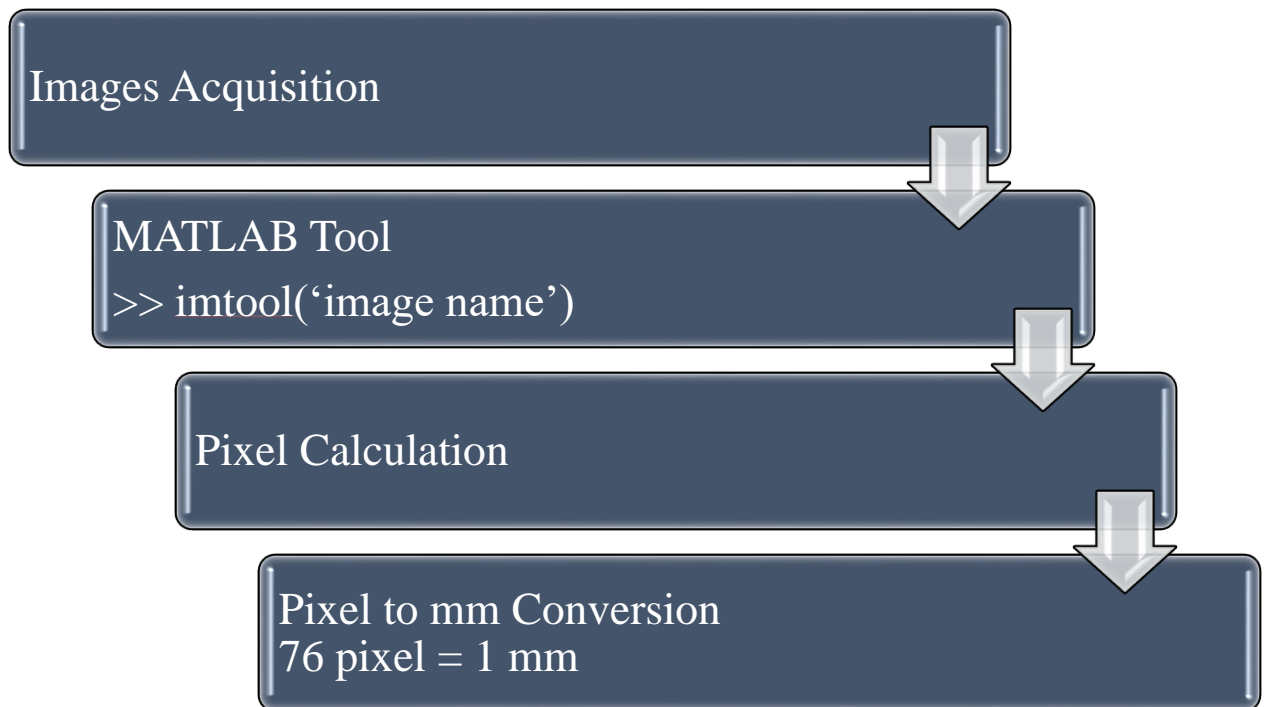 Images Acquisition
MATLAB Tool
>> imtool(‘image name’)
Pixel Calculation
Pixel to mm Conversion
76 pixel = 1 mm